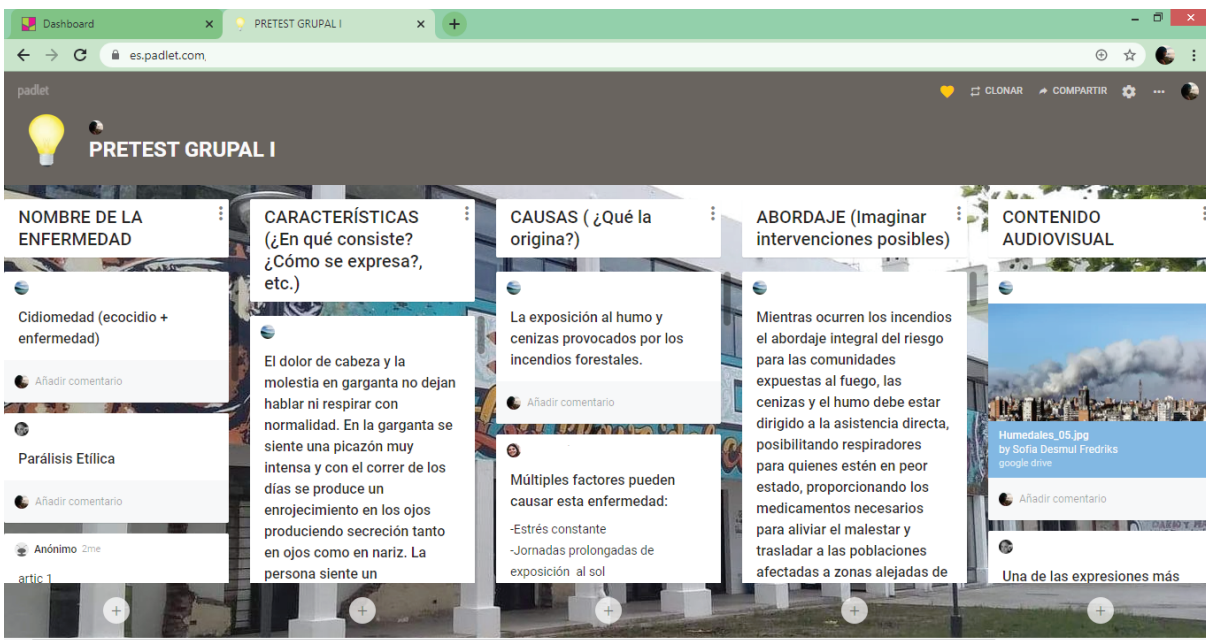 Dashboard
PRETEST GRUPAL I
es.padlet.com
padlet
CLONAR
COMPARTIR
PRETEST GRUPAL I
NOMBRE DE LA
ENFERMEDAD
Cidiomedad (ecocidio +
enfermedad)
Añadir comentario
Parálisis Etílica
Añadir comentario
Anónimo 2me
artic 1
CARACTERÍSTICAS
(¿En qué consiste?
¿Cómo se expresa?,
etc.)
El dolor de cabeza y la
molestia en garganta no dejan
hablar ni respirar con
normalidad. En la garganta se
siente una picazón muy
intensa y con el correr de los
días se produce un
enrojecimiento en los ojos
produciendo secreción tanto
en ojos como en nariz. La
persona siente un
CAUSAS ( ¿Qué la
origina?)
La exposición al humo y
cenizas provocados por los
incendios forestales.
Añadir comentario
Múltiples factores pueden
causar esta enfermedad:
-Estrés constante
-Jornadas prolongadas de
exposición al sol
ABORDAJE (Imaginar
intervenciones posibles)
Mientras ocurren los incendios
el abordaje integral del riesgo
para las comunidades
expuestas al fuego, las
cenizas y el humo debe estar
dirigido a la asistencia directa,
posibilitando respiradores
para quienes estén en peor
estado, proporcionando los
medicamentos necesarios
para aliviar el malestar y
trasladar a las poblaciones
afectadas a zonas alejadas de
CONTENIDO
AUDIOVISUAL
Humedales_05.jpg
by Sofia Desmul Fredriks
google drive
Añadir comentario
Una de las expresiones más